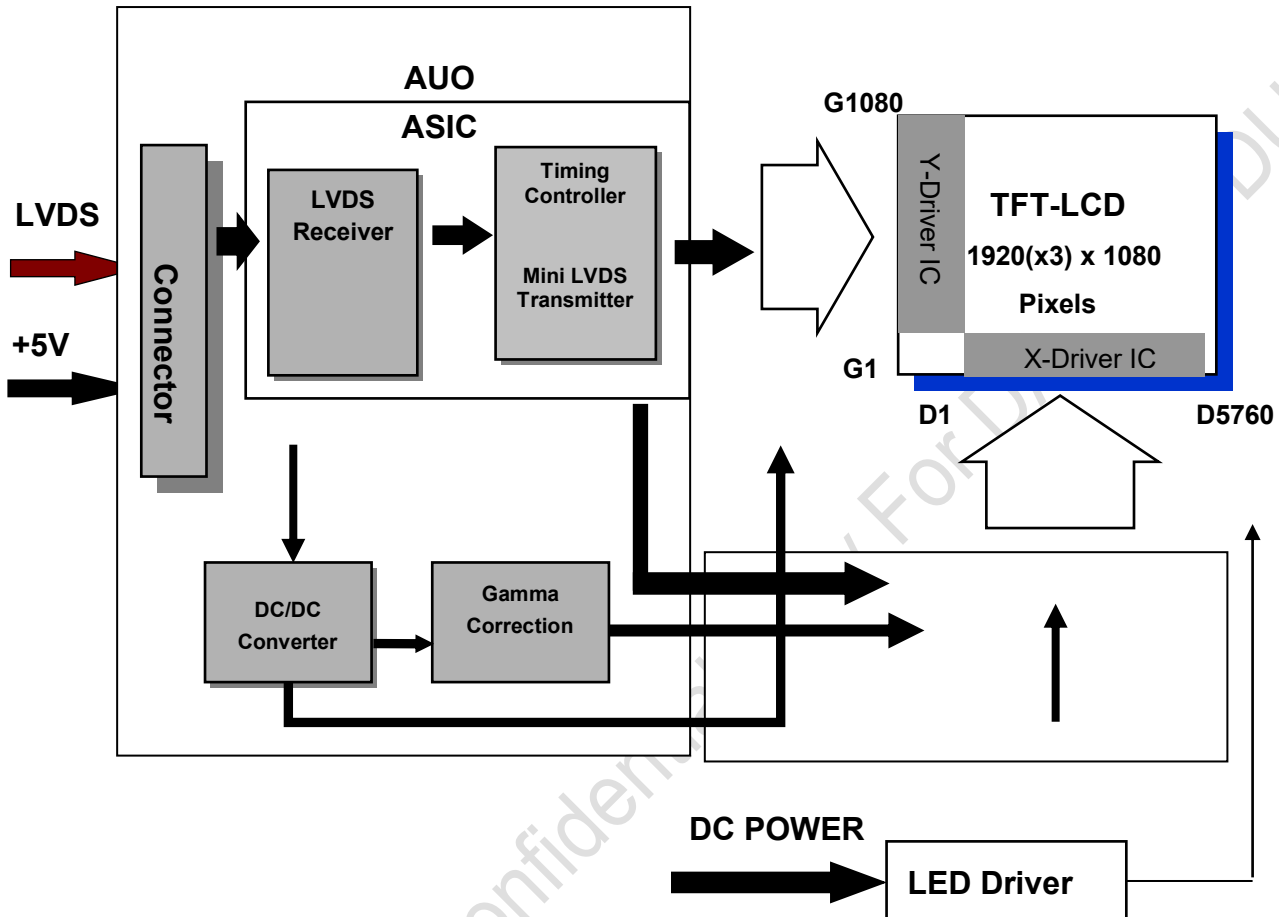 AUO
ASIC
LVDS
+5V
Connector
LVDS
Receiver
Timing
Controller
Mini LVDS
Transmitter
G1080
Y-Driver IC
TFT-LCD
1920(x3) x 1080
Pixels
X-Driver IC
G1
D1
D5760
DC/DC
Converter
Gamma
Correction
DC POWER
LED Driver